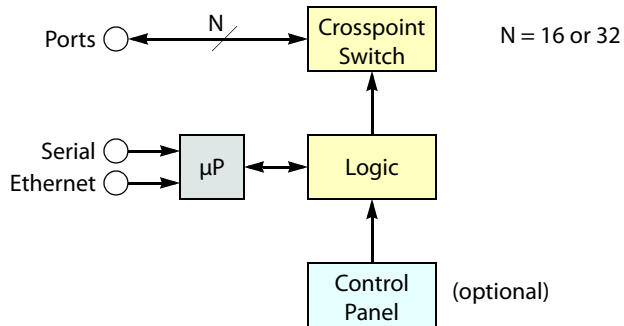 Ports
N
Crosspoint
Switch
N = 16 or 32
Serial
Ethernet
µP
Logic
Control
Panel
(optional)